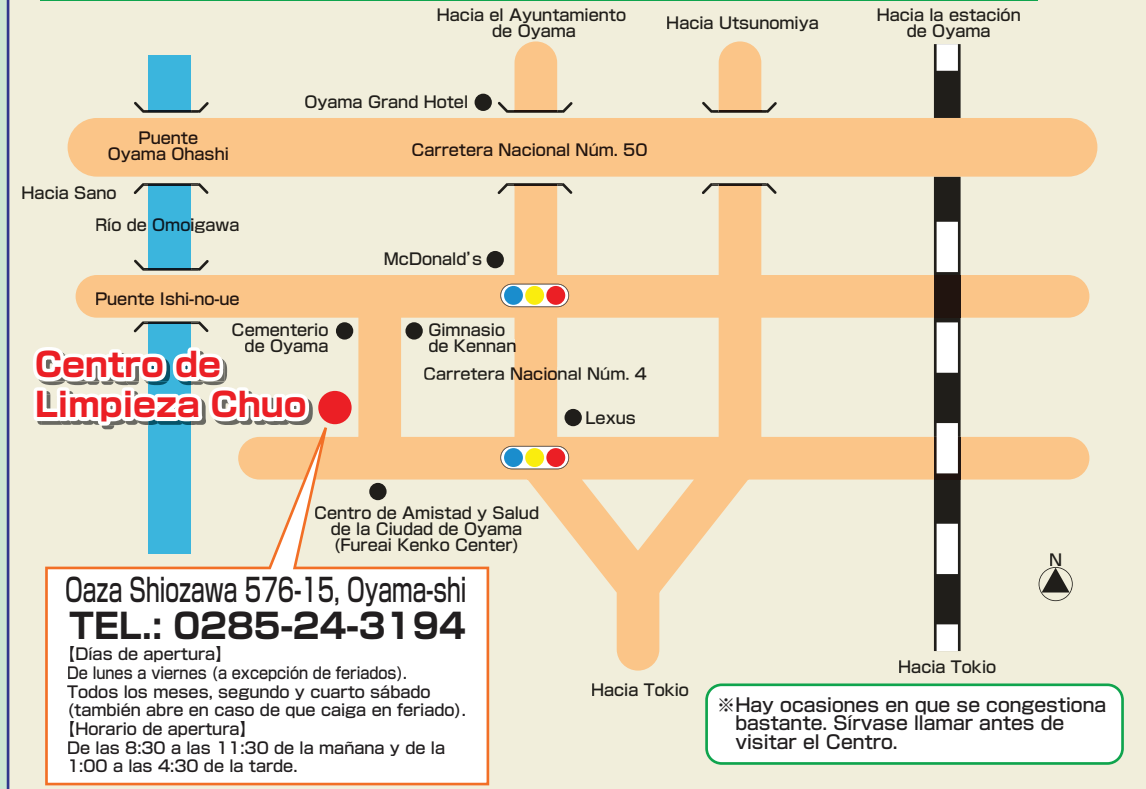 Hacia el Ayuntamiento
de Oyama
Hacia Utsunomiya
Hacia la estación
de Oyama
Oyama Grand Hotel
Puente
Oyama Ohashi
Carretera Nacional Núm. 50
Hacia Sano
Río de Omoigawa
McDonald's
Puente Ishi-no-ue
Cementerio
de Oyama
Gimnasio
de Kennan
Centro de
Limpieza Chuo
Carretera Nacional Núm. 4
Lexus
Centro de Amistad y Salud
de la Ciudad de Oyama
(Fureai Kenko Center)
N
Oaza Shiozawa 576-15, Oyama-shi
TEL.: 0285-24-3194
【Días de apertura】
De lunes a viernes (a excepción de feriados).
Todos los meses, segundo y cuarto sábado
(también abre en caso de que caiga en feriado).
【Horario de apertura】
De las 8:30 a las 11:30 de la mañana y de la
1:00 a las 4:30 de la tarde.
Hacia Tokio
Hacia Tokio
※Hay ocasiones en que se congestiona
bastante. Sírvase llamar antes de
visitar el Centro.